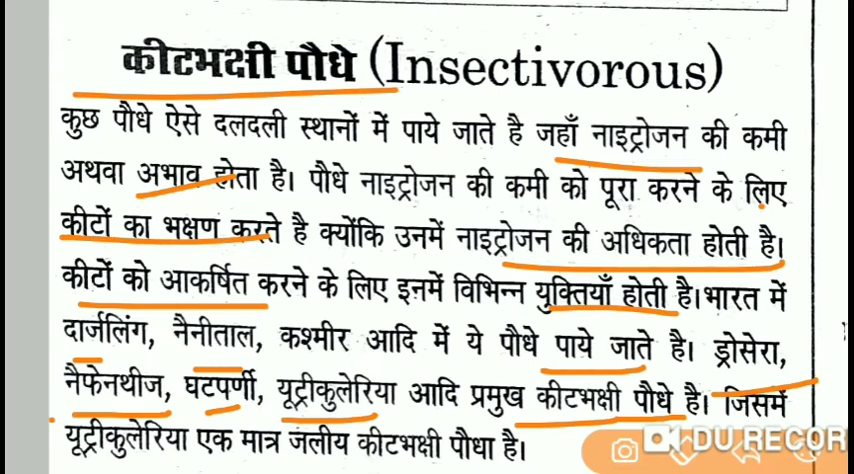 कीटभक्षी पौधे (Insectivorous)
कुछ पौधे ऐसे दलदली स्थानों में पाये जाते है जहाँ नाइट्रोजन की कमी
अथवा अभाव होता है। पौधे नाइट्रोजन की कमी को पूरा करने के लिए
कीटों का भक्षण करते है क्योंकि उनमें नाइट्रोजन की अधिकता होती है।
कीटों को आकर्षित करने के लिए इनमें विभिन्न युक्तियाँ होती है। भारत में
दार्जलिंग, नैनीताल, कश्मीर आदि में ये पौधे पाये जाते है। ड्रोसेरा,
नैफेनथीज, घटपर्णी, यूट्रीकुलेरिया आदि प्रमुख कीटभक्षी पौधे है। जिसमें
यूट्रीकुलेरिया एक मात्र जलीय कीटभक्षी पौधा है।
DU RECOR